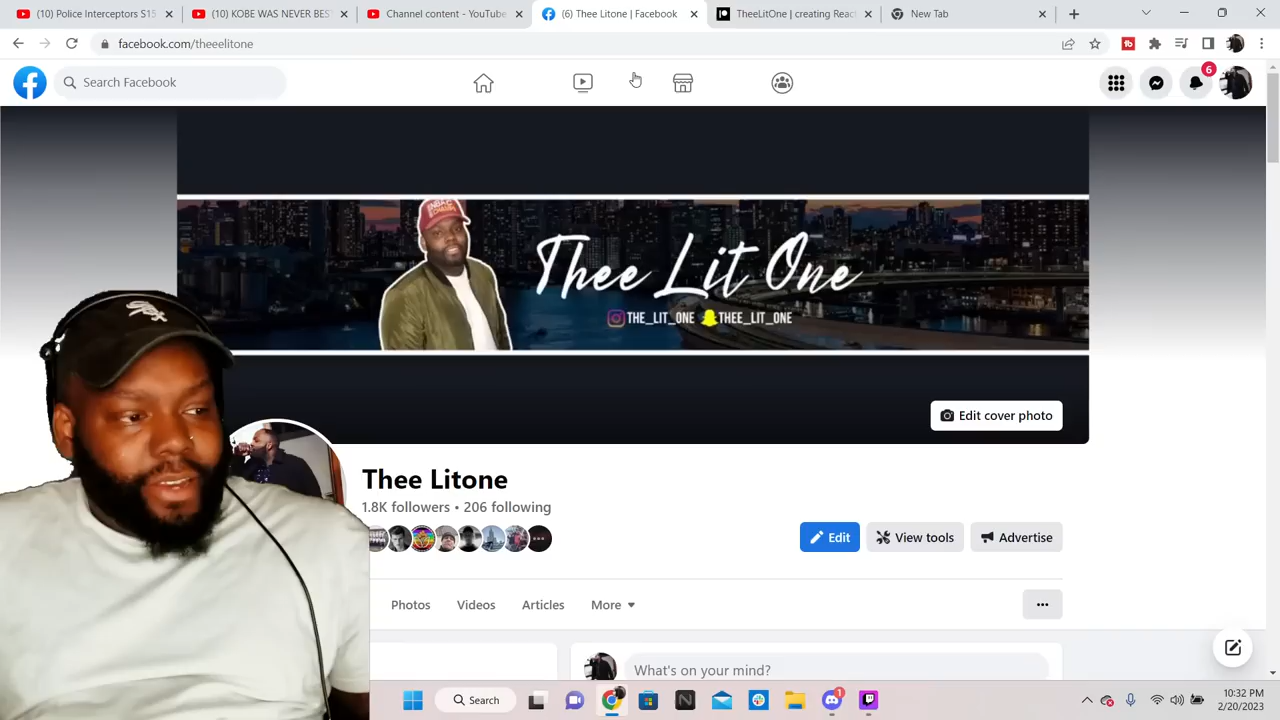 (10) Police Interceptors S15
(10) KOBE WAS NEVER BES
Channel content - YouTube
(6) Thee Litone | Facebook
TheeLitOne | creating Reac
New Tab
facebook.com/theeelitone
Search Facebook
6
Thee Lit One
THE_LIT_ONE THEE_LIT_ONE
Edit cover photo
Thee Litone
1.8K followers • 206 following
Edit
View tools
Advertise
Photos
Videos
Articles
More
What's on your mind?
Search
1
10:32 PM
2/20/2023